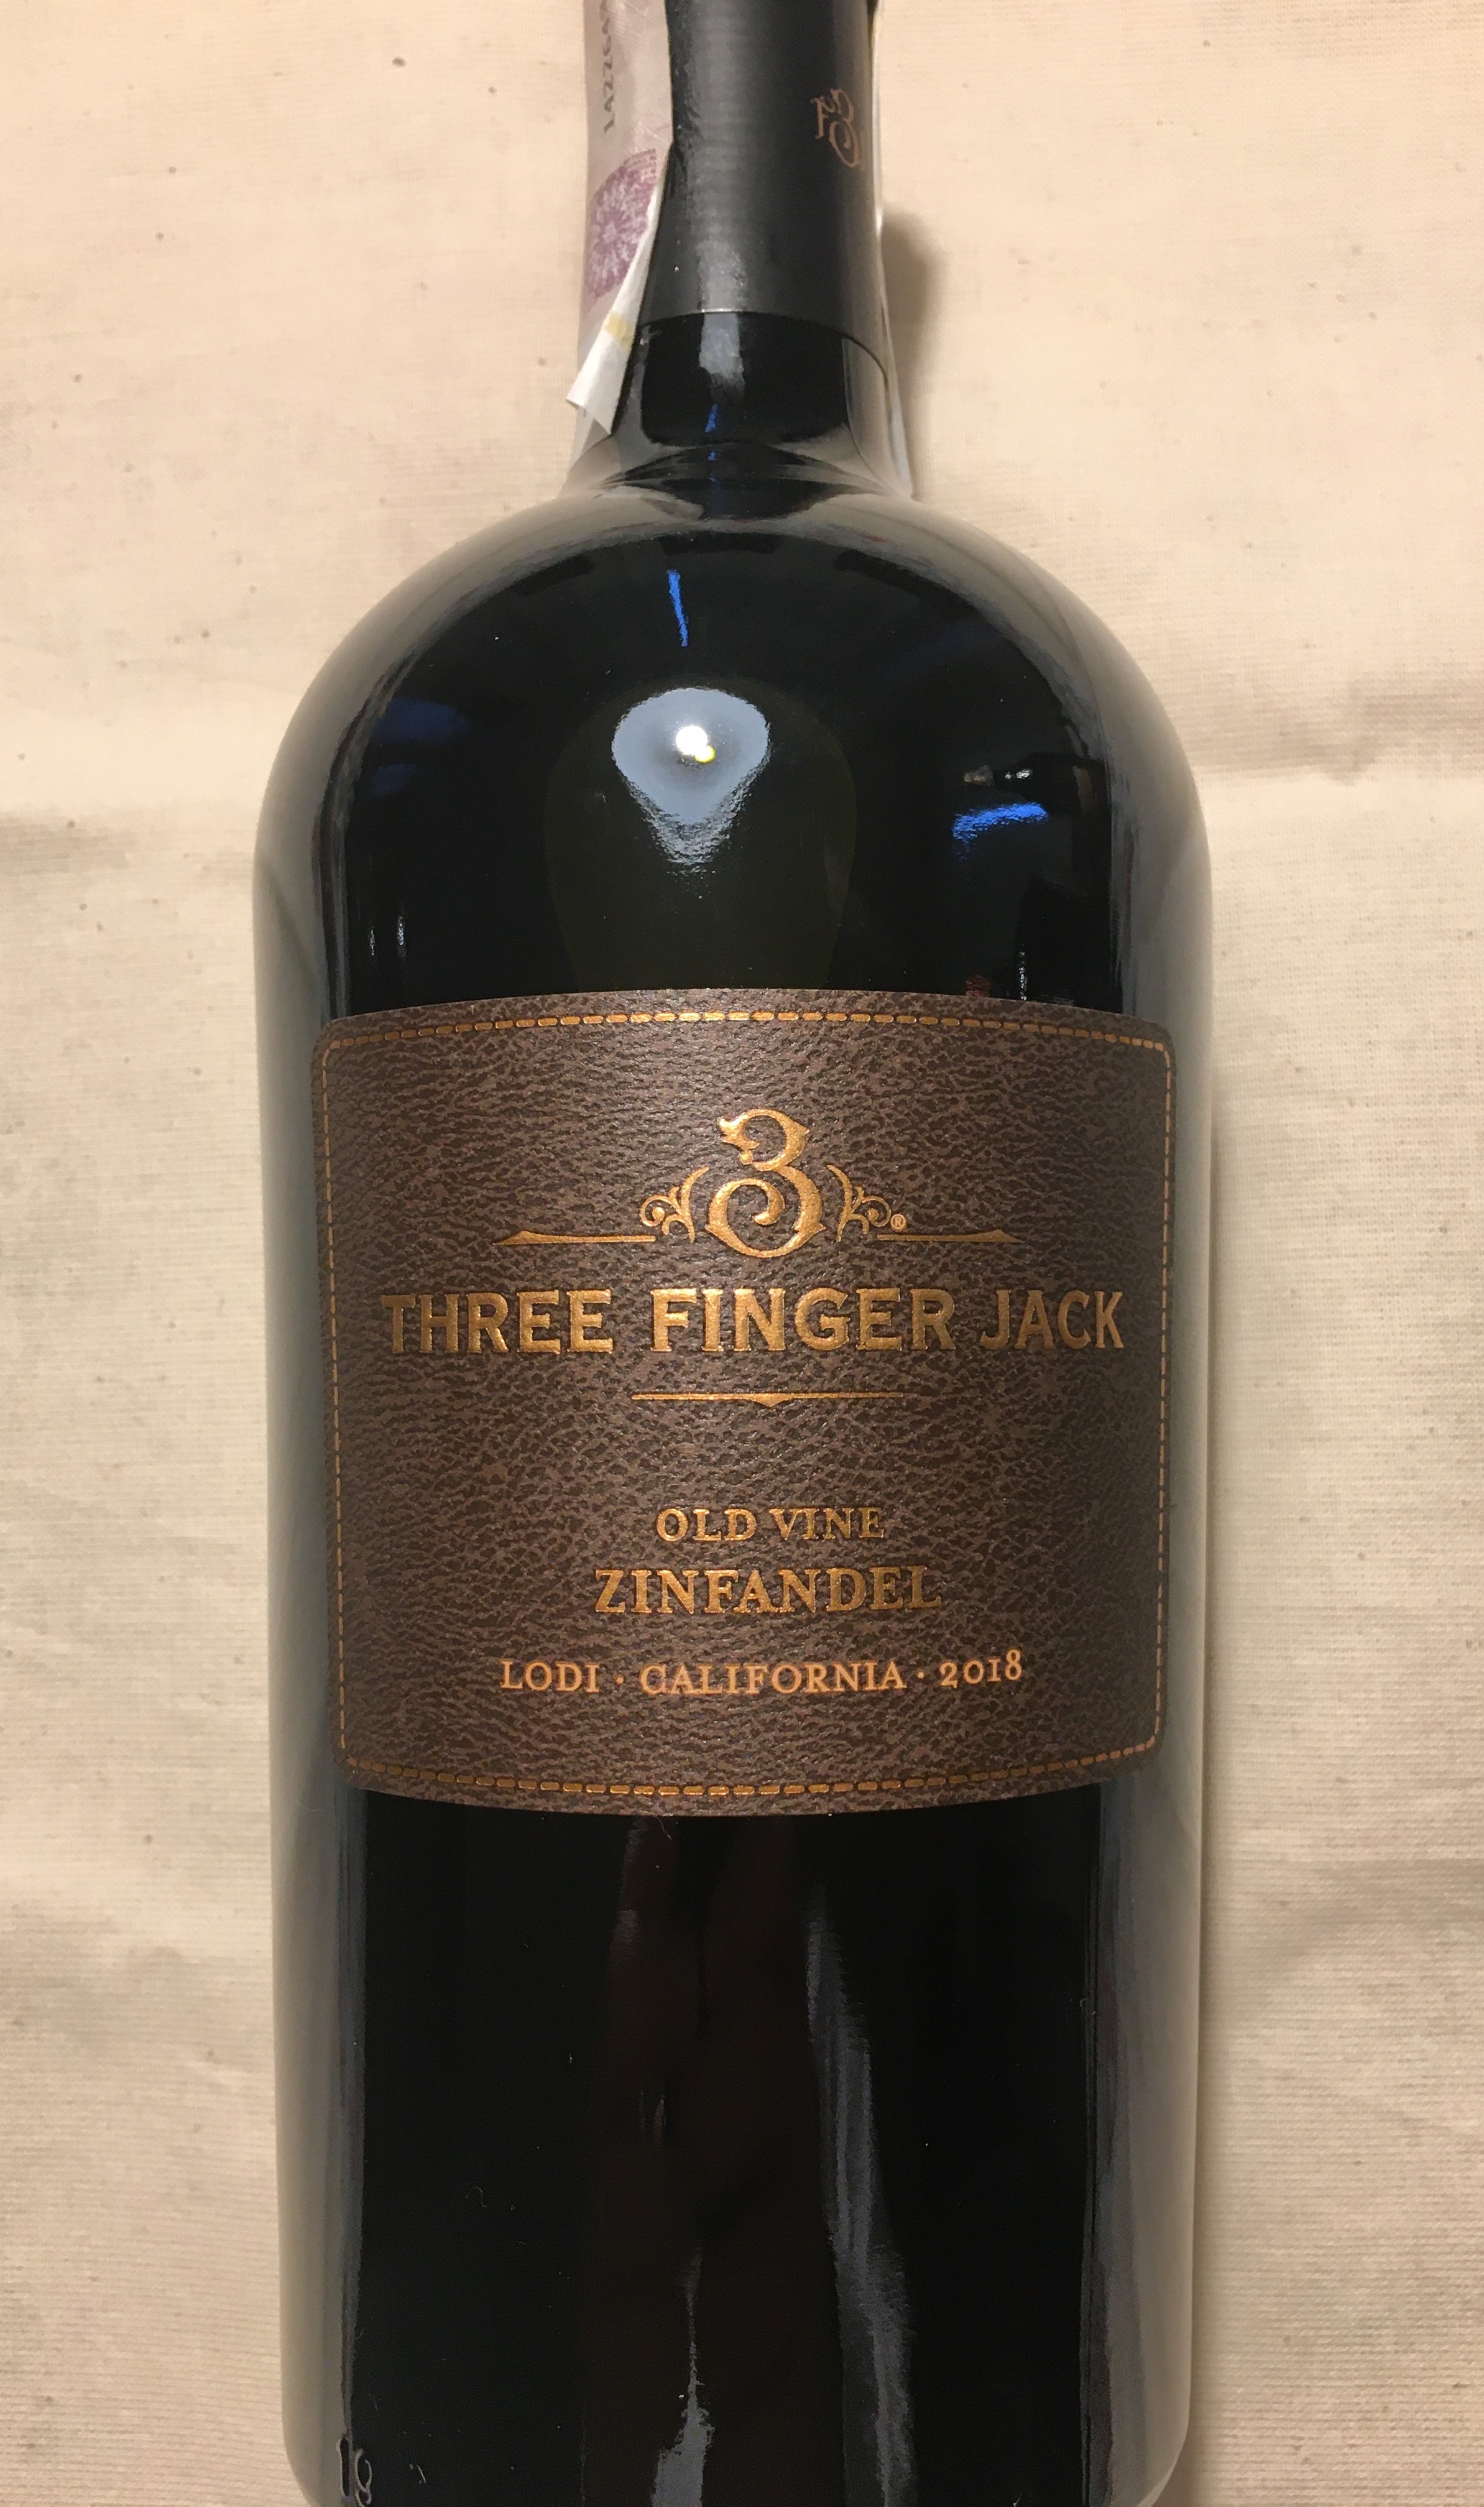 3
®
THREE FINGER JACK
OLD VINE
ZINFANDEL
LODI · CALIFORNIA · 2018